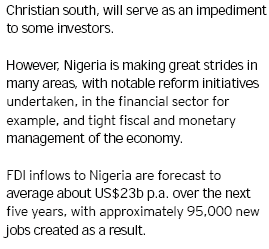 Christian south, will serve as an impediment
to some investors.
However, Nigeria is making great strides in
many areas, with notable reform initiatives
undertaken, in the financial sector for
example, and tight fiscal and monetary
management of the economy.
FDI inflows to Nigeria are forecast to
average about US$23b p.a. over the next
five years, with approximately 95,000 new
jobs created as a result.